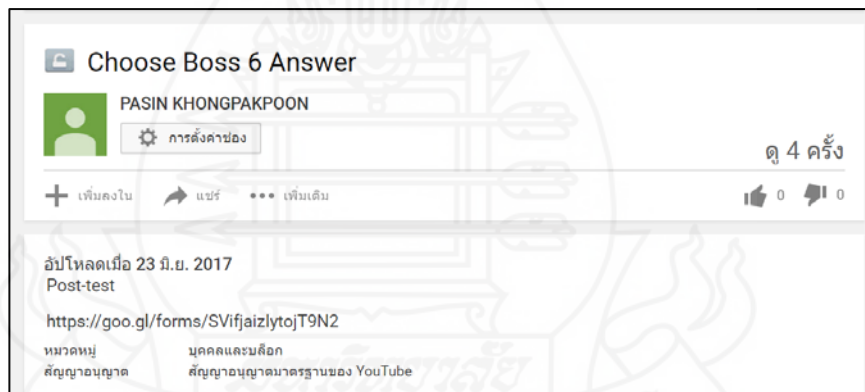 Choose Boss 6 Answer
PASIN KHONGPAKPOON
การตั้งค่าช่อง
ดู 4 ครั้ง
เพิ่มลงใน แชร์ เพิ่มเติม 0 0
อัปโหลดเมื่อ 23 มิ.ย. 2017
Post-test
https://goo.gl/forms/SVifjaizlytojT9N2
หมวดหมู่ บุคคลและบล็อก
สัญญาอนุญาต สัญญาอนุญาตมาตรฐานของ YouTube